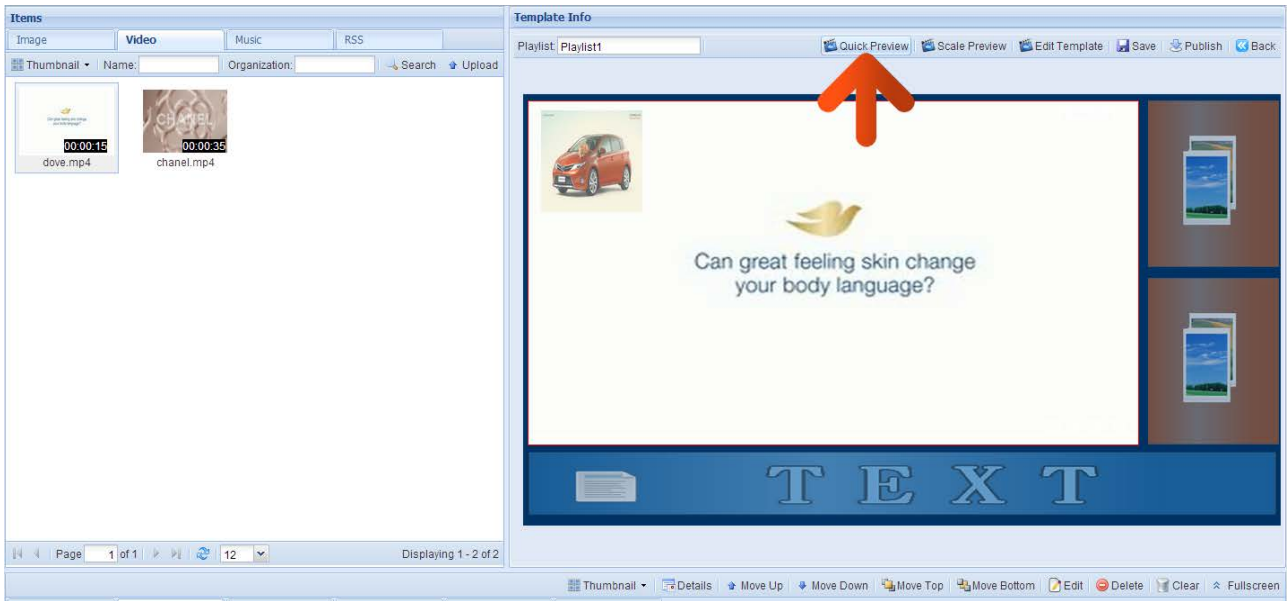 Items
Image Video Music RSS
Thumbnail Name: Organization: Search Upload
00:00:15
dove.mp4
CHANEL
00:00:35
chanel.mp4
Page 1 of 1 12 Displaying 1 - 2 of 2
Template Info
Playlist: Playlist1 Quick Preview Scale Preview Edit Template Save Publish Back
Can great feeling skin change
your body language?
TEXT
Thumbnail Details Move Up Move Down Move Top Move Bottom Edit Delete Clear Fullscreen